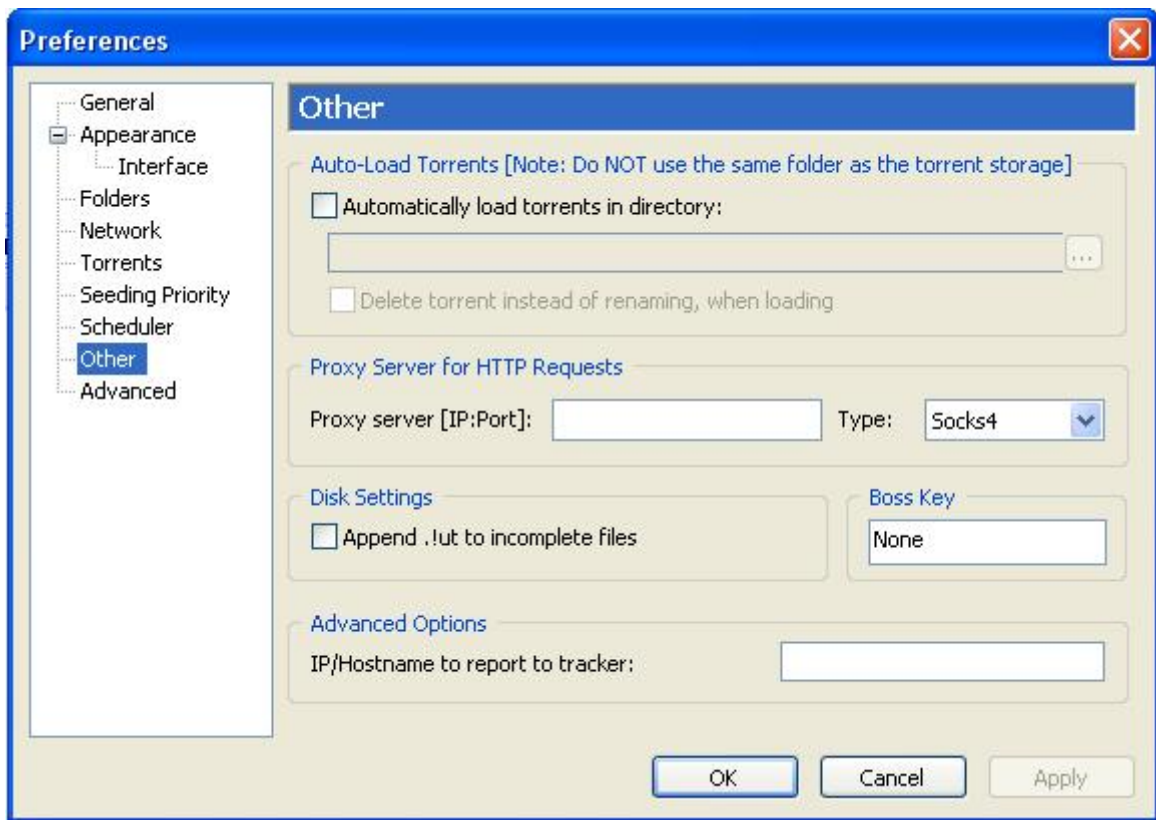 Preferences
General
Appearance
Interface
Folders
Network
Torrents
Seeding Priority
Scheduler
Other
Advanced
Other
Auto-Load Torrents [Note: Do NOT use the same folder as the torrent storage]
Automatically load torrents in directory:
...
Delete torrent instead of renaming, when loading
Proxy Server for HTTP Requests
Proxy server [IP:Port]: Type: Socks4
Disk Settings
Append .!ut to incomplete files
Boss Key
None
Advanced Options
IP/Hostname to report to tracker:
OK Cancel Apply